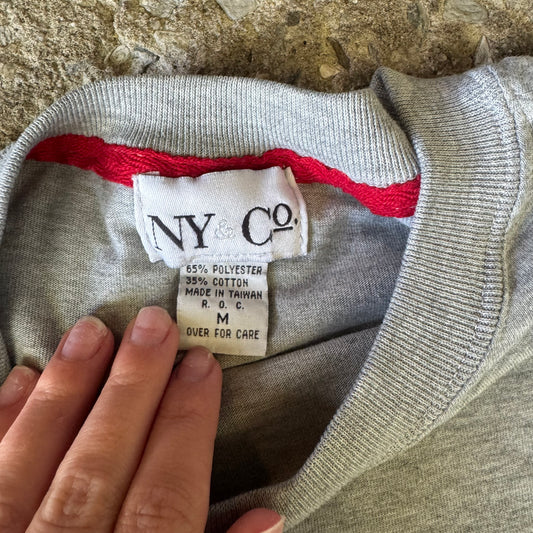 NY & Co.
65% POLYESTER
35% COTTON
MADE IN TAIWAN
R. O. C.
M
OVER FOR CARE